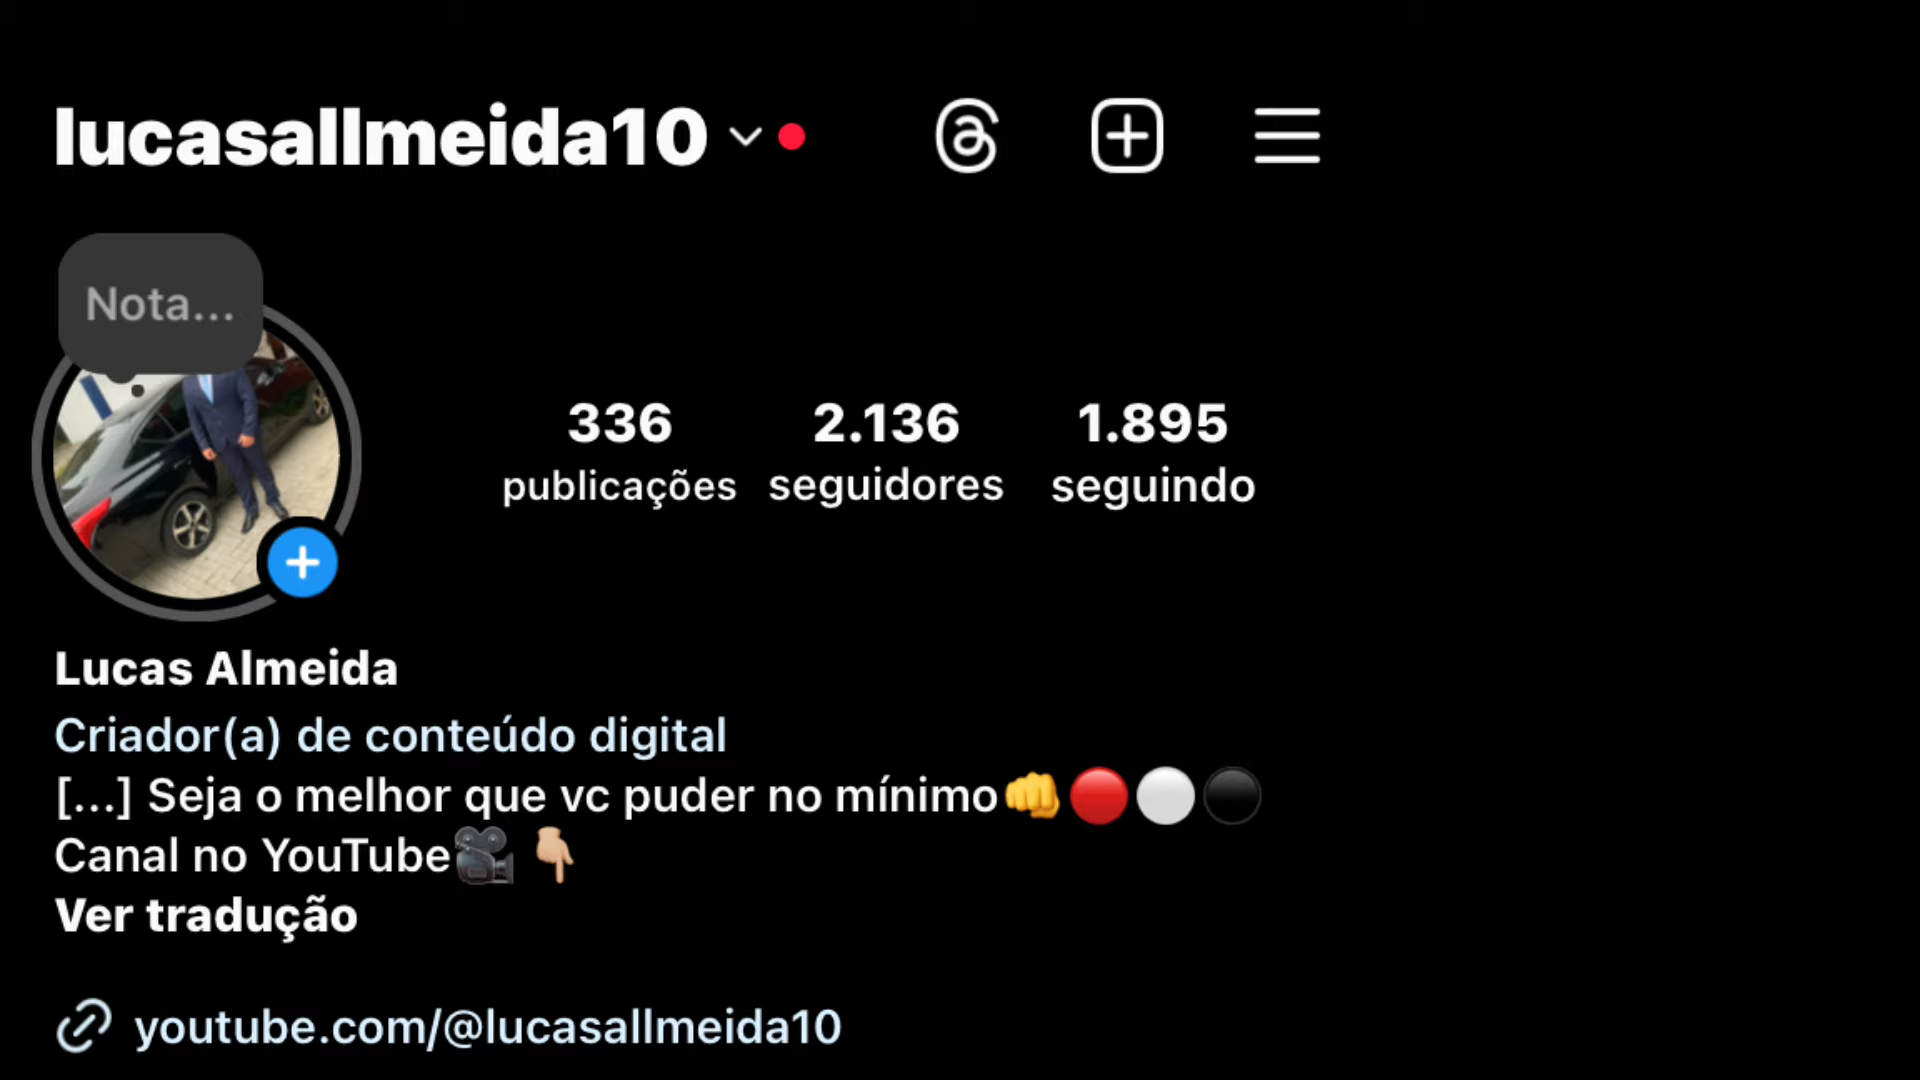 lucasallmeida10
Nota...
336 2.136 1.895
publicações seguidores seguindo
Lucas Almeida
Criador(a) de conteúdo digital
[...] Seja o melhor que vc puder no mínimo👊🔴⚪⚫
Canal no YouTube🎥 👇🏼
Ver tradução
youtube.com/@lucasallmeida10